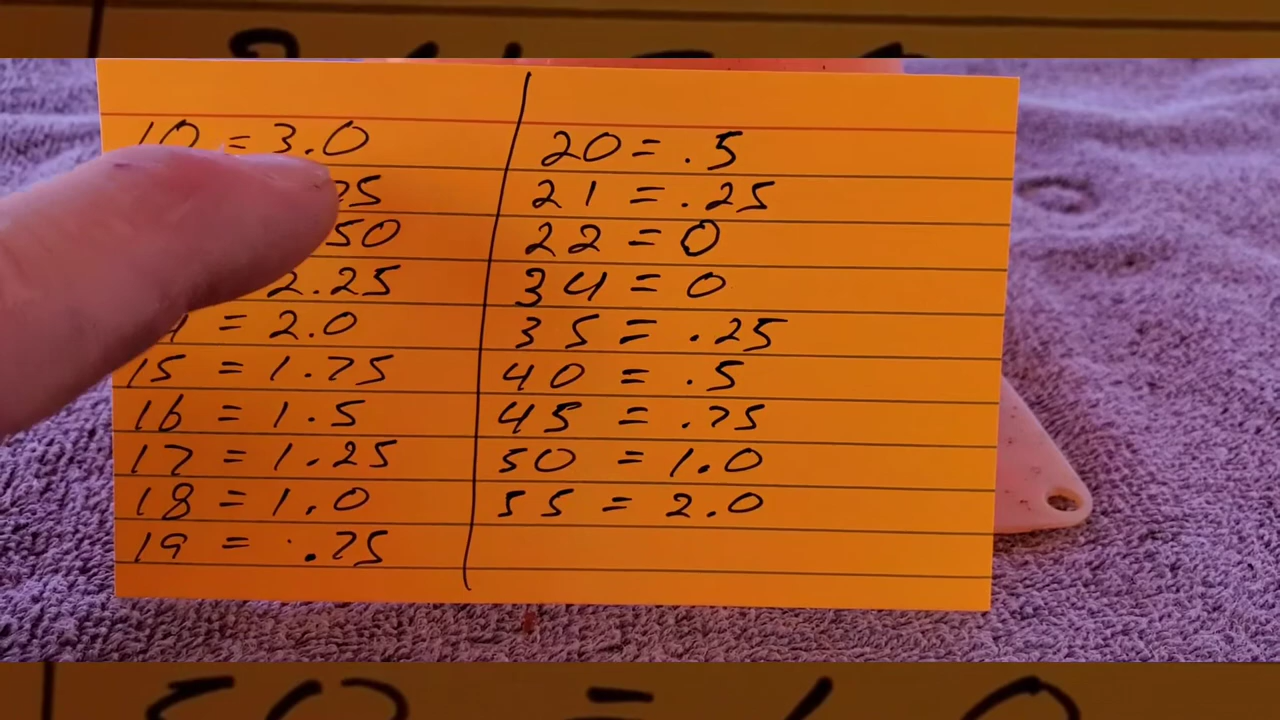 10 = 3.0
25
50
2.25
= 2.0
15 = 1.75
16 = 1.5
17 = 1.25
18 = 1.0
19 = .75
20 = .5
21 = .25
22 = 0
34 = 0
35 = .25
40 = .5
45 = .75
50 = 1.0
55 = 2.0